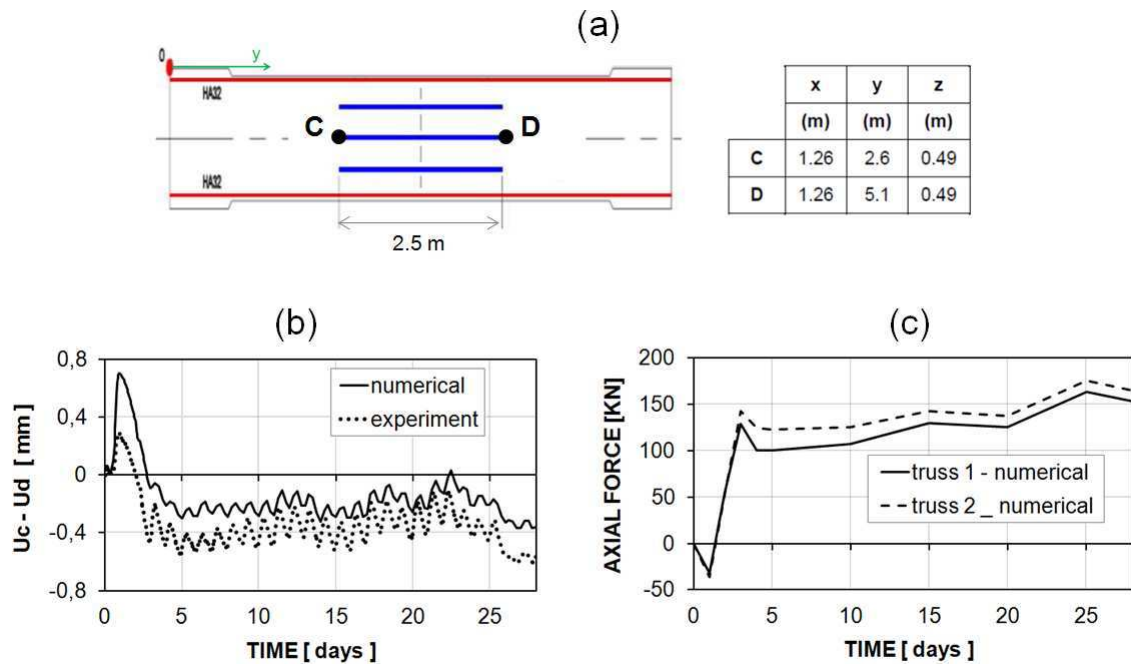 (a)
0 y
HA32
C D
HA32
2.5 m
x y z
(m) (m) (m)
C 1.26 2.6 0.49
D 1.26 5.1 0.49
(b)
0,8
0,4
0
-0,4
-0,8
Uc - Ud [ mm ]
numerical
experiment
0 5 10 15 20 25
TIME [ days ]
(c)
200
150
100
50
0
-50
AXIAL FORCE [KN]
truss 1 - numerical
truss 2 _ numerical
0 5 10 15 20 25
TIME [ days ]